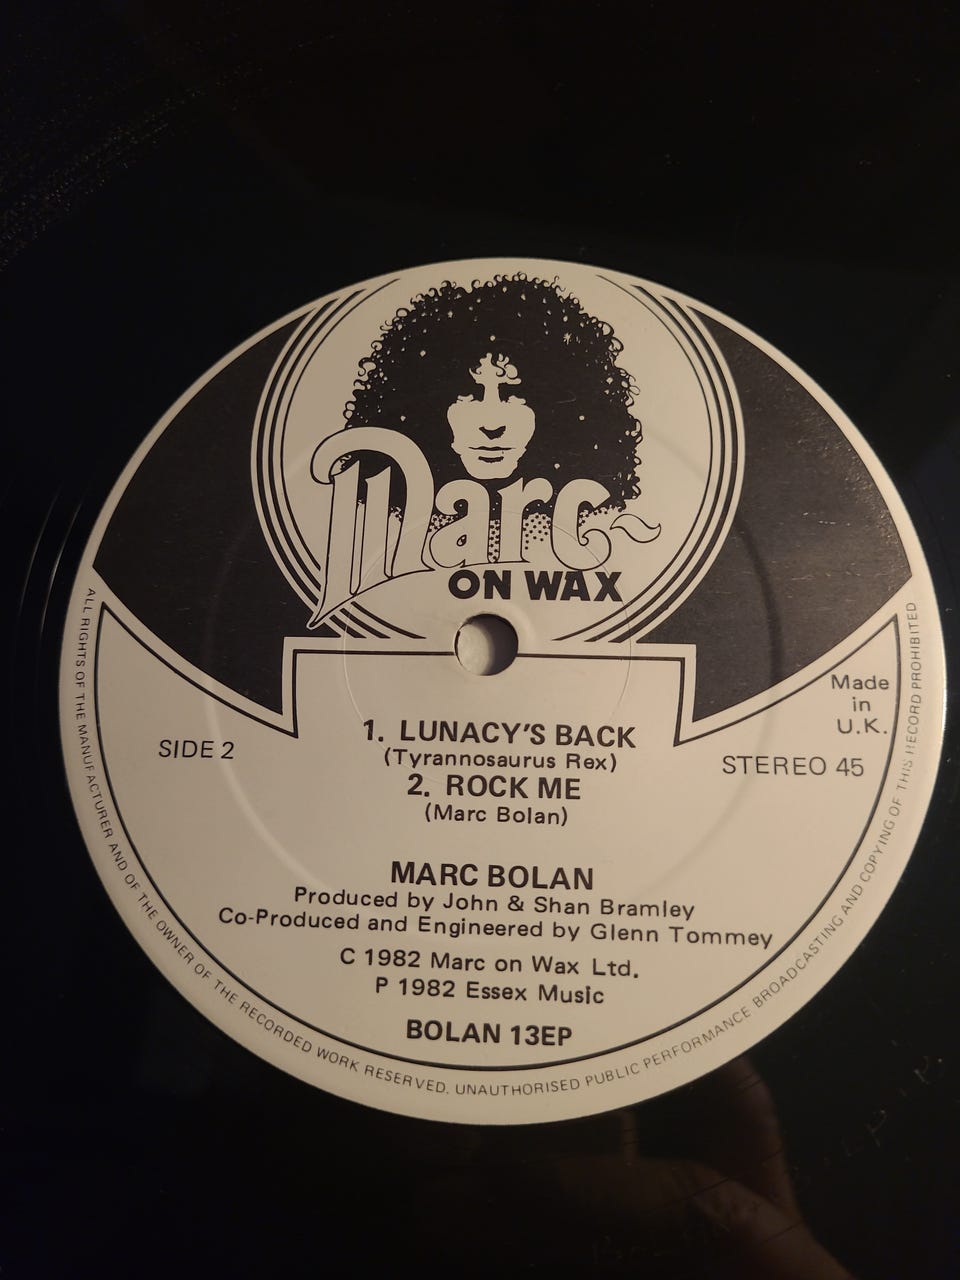 Marc
ON WAX
Made
in
U.K.
SIDE 2
STEREO 45
1. LUNACY'S BACK
(Tyrannosaurus Rex)
2. ROCK ME
(Marc Bolan)
MARC BOLAN
Produced by John & Shan Bramley
Co-Produced and Engineered by Glenn Tommey
C 1982 Marc on Wax Ltd.
P 1982 Essex Music
BOLAN 13EP
ALL RIGHTS OF THE MANUFACTURER AND OF THE OWNER OF THE RECORDED WORK RESERVED. UNAUTHORISED PUBLIC PERFORMANCE BROADCASTING AND COPYING OF THIS RECORD PROHIBITED